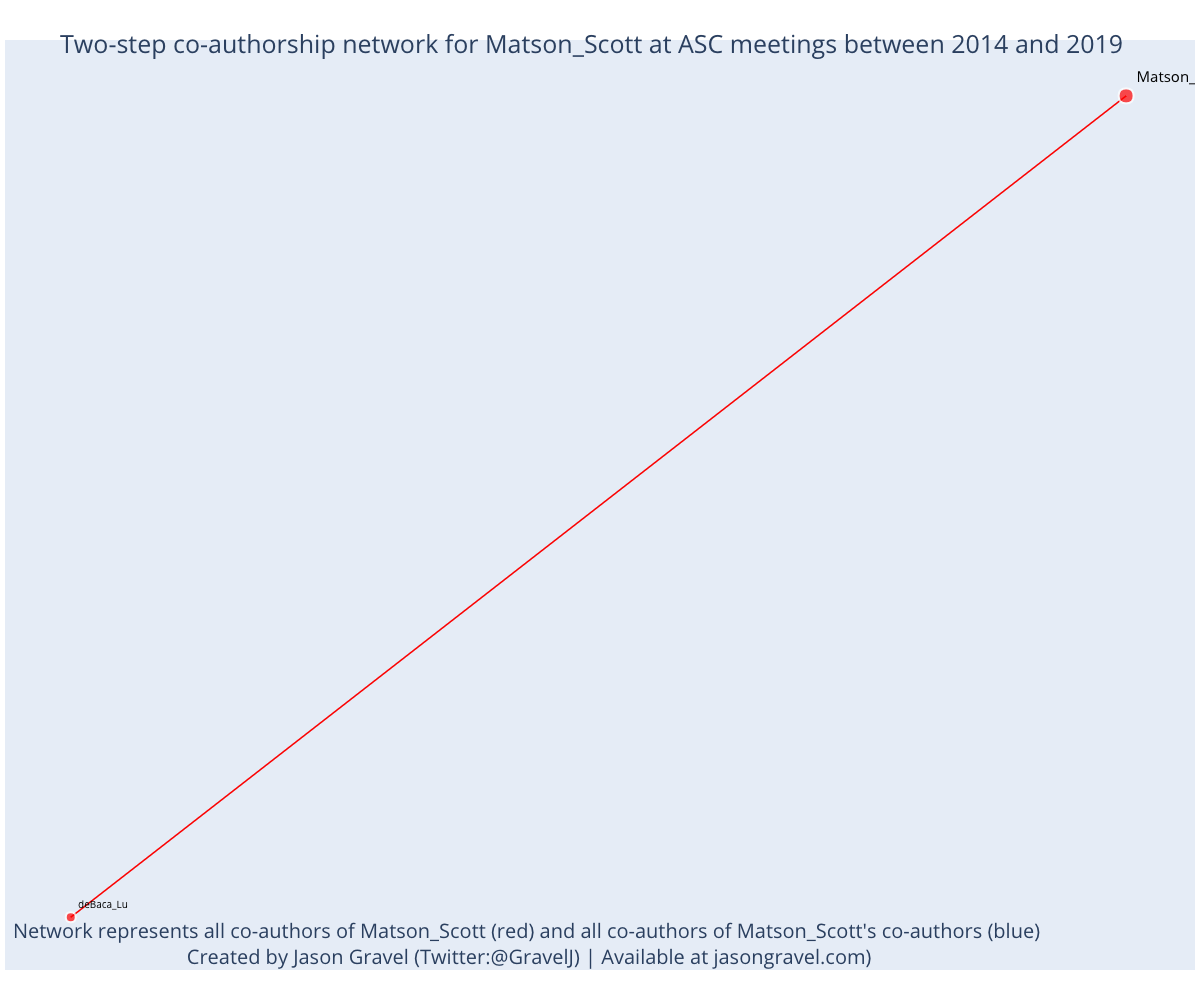 Two-step co-authorship network for Matson_Scott at ASC meetings between 2014 and 2019
Matson_
deBaca_Lu
Network represents all co-authors of Matson_Scott (red) and all co-authors of Matson_Scott's co-authors (blue)
Created by Jason Gravel (Twitter:@GravelJ) | Available at jasongravel.com)